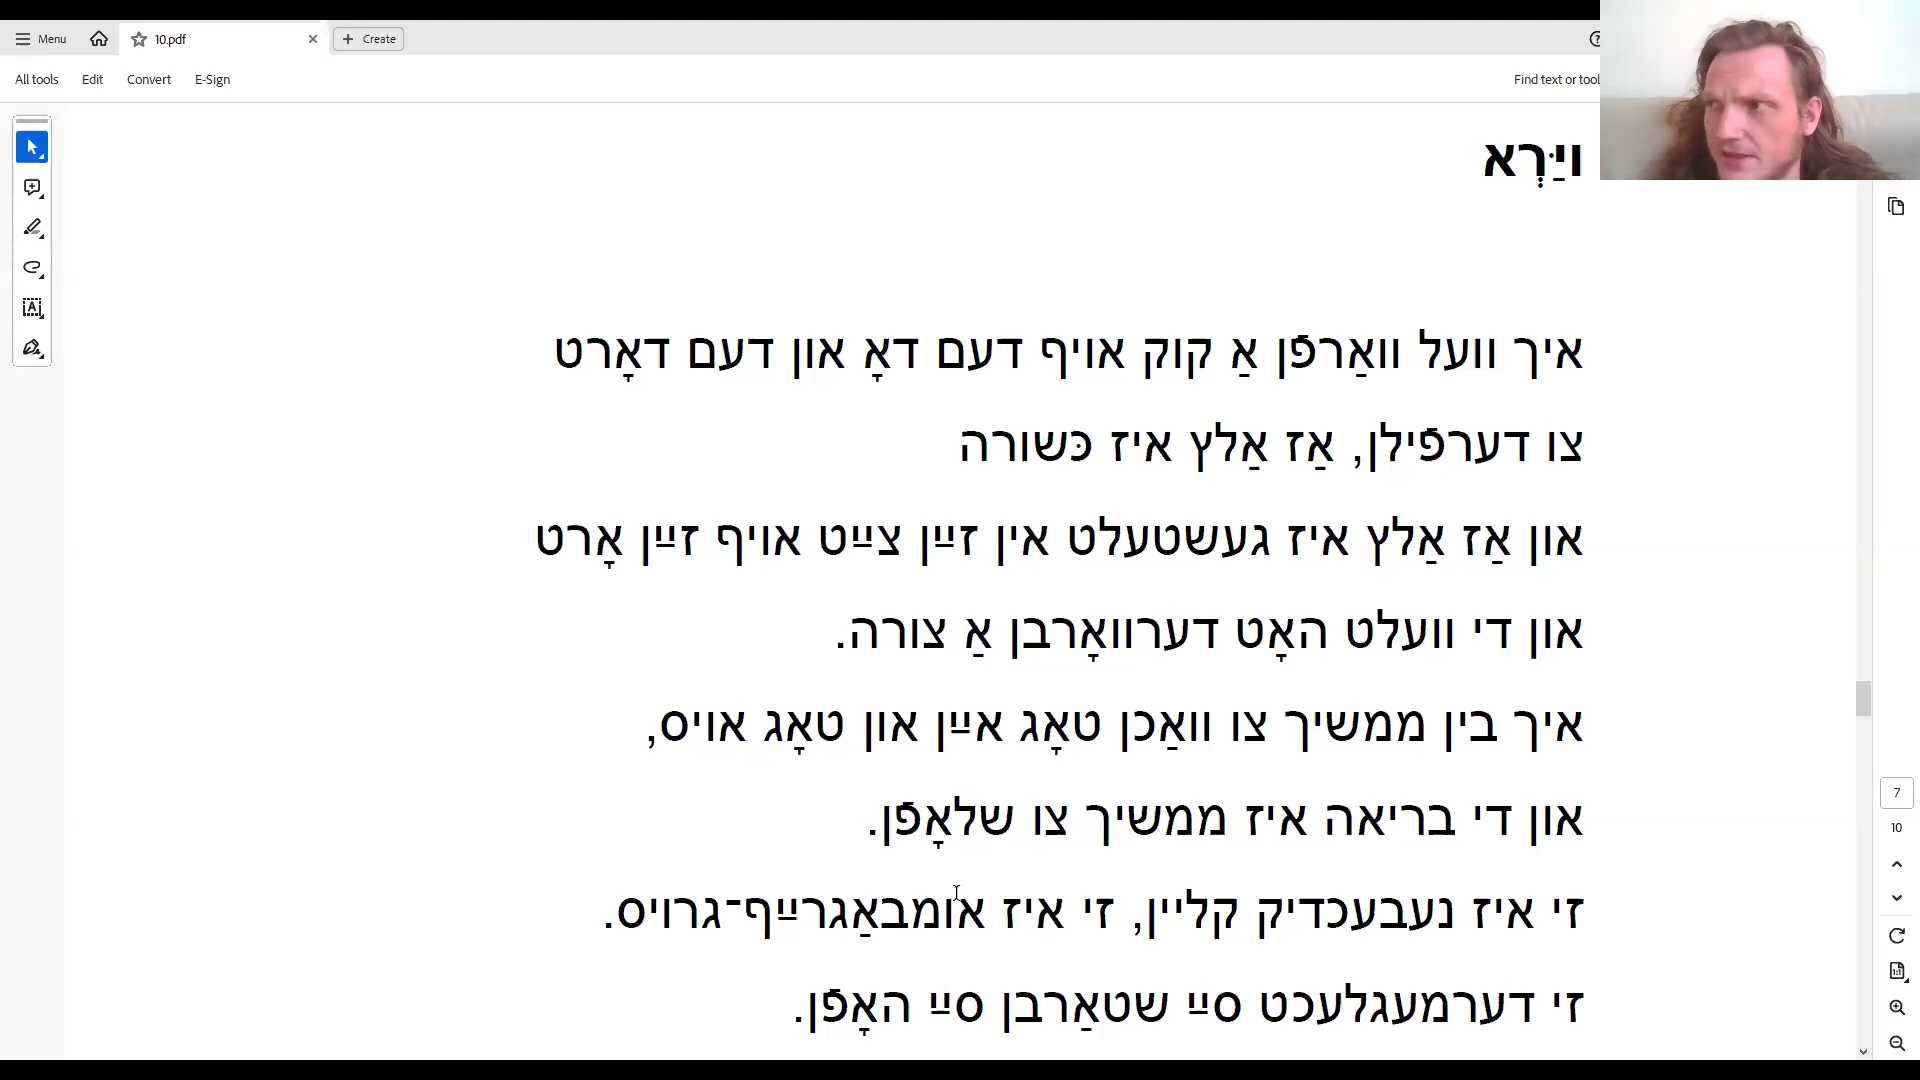 Menu
10.pdf
Create
All tools
Edit
Convert
E-Sign
Find text or tool
וַיַּרְא
איך וועל וואַרפֿן אַ קוק אויף דעם דאָ און דעם דאָרט
צו דערפֿילן, אַז אַלץ איז כּשורה
און אַז אַלץ איז געשטעלט אין זײַן צײַט אויף זײַן אָרט
און די וועלט האָט דערוואָרבן אַ צורה.
איך בין ממשיך צו וואַכן טאָג אײַן און טאָג אויס,
און די בריאה איז ממשיך צו שלאָפֿן.
זי איז נעבעכדיק קליין, זי איז אומבאַגרײַף־גרויס.
זי דערמעגלעכט סײַ שטאַרבן סײַ האָפֿן.
7
10